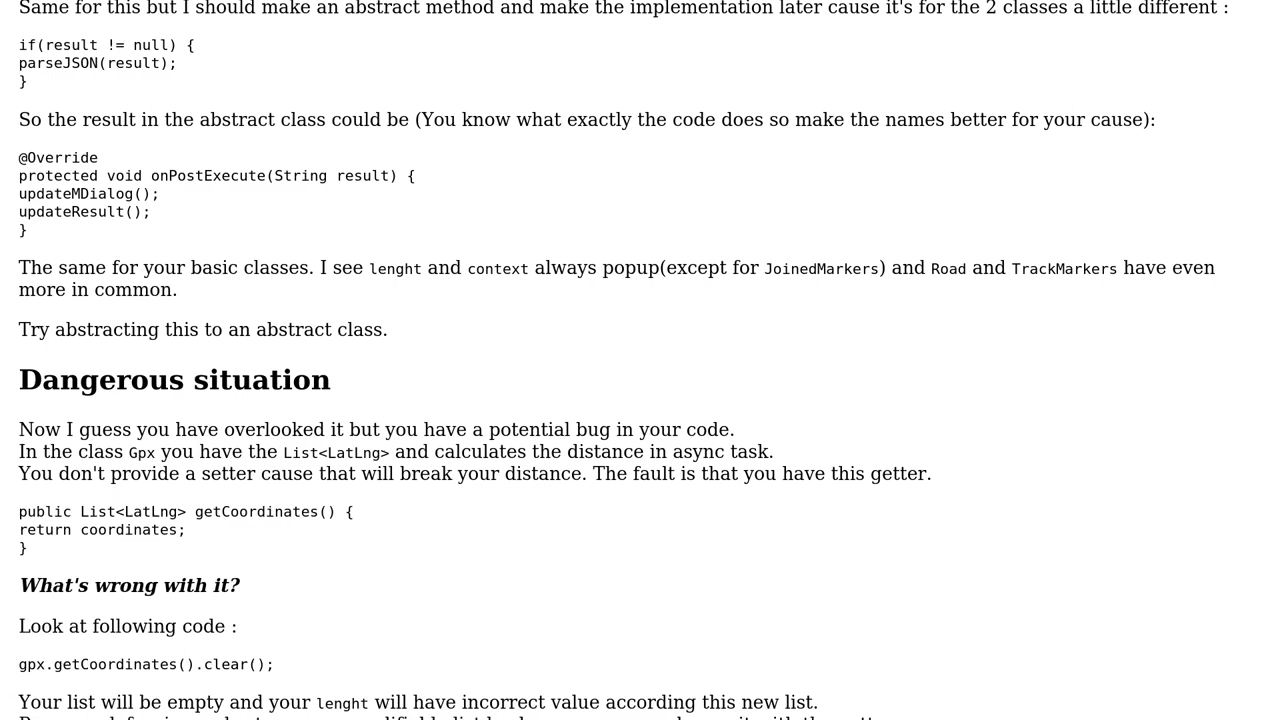 Same for this but I should make an abstract method and make the implementation later cause it's for the 2 classes a little different :
if(result != null) {
parseJSON(result);
}
So the result in the abstract class could be (You know what exactly the code does so make the names better for your cause):
@Override
protected void onPostExecute(String result) {
updateMDialog();
updateResult();
}
The same for your basic classes. I see lenght and context always popup(except for JoinedMarkers) and Road and TrackMarkers have even
more in common.
Try abstracting this to an abstract class.
Dangerous situation
Now I guess you have overlooked it but you have a potential bug in your code.
In the class Gpx you have the List<LatLng> and calculates the distance in async task.
You don't provide a setter cause that will break your distance. The fault is that you have this getter.
public List<LatLng> getCoordinates() {
return coordinates;
}
What's wrong with it?
Look at following code :
gpx.getCoordinates().clear();
Your list will be empty and your lenght will have incorrect value according this new list.